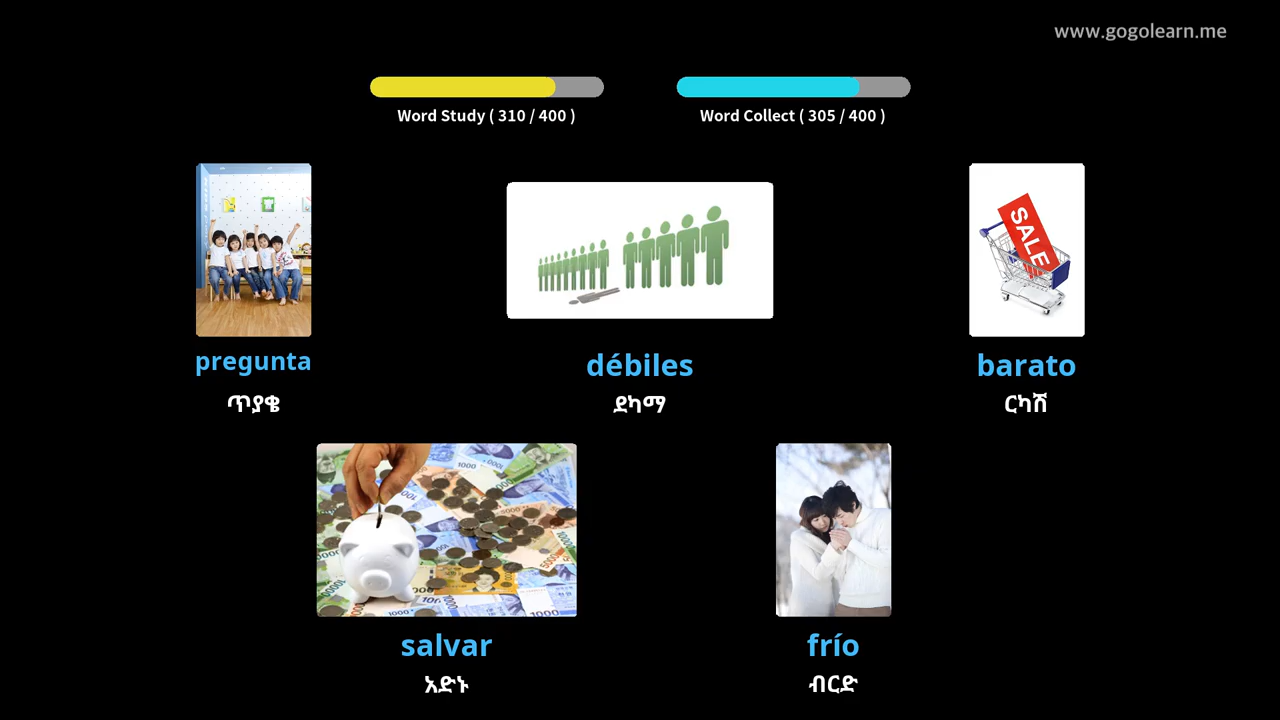 www.gogolearn.me
Word Study ( 310 / 400 )
Word Collect ( 305 / 400 )
SALE
pregunta
débiles
barato
ጥያቄ
ደካማ
ርካሽ
salvar
frío
አድኑ
ብርድ